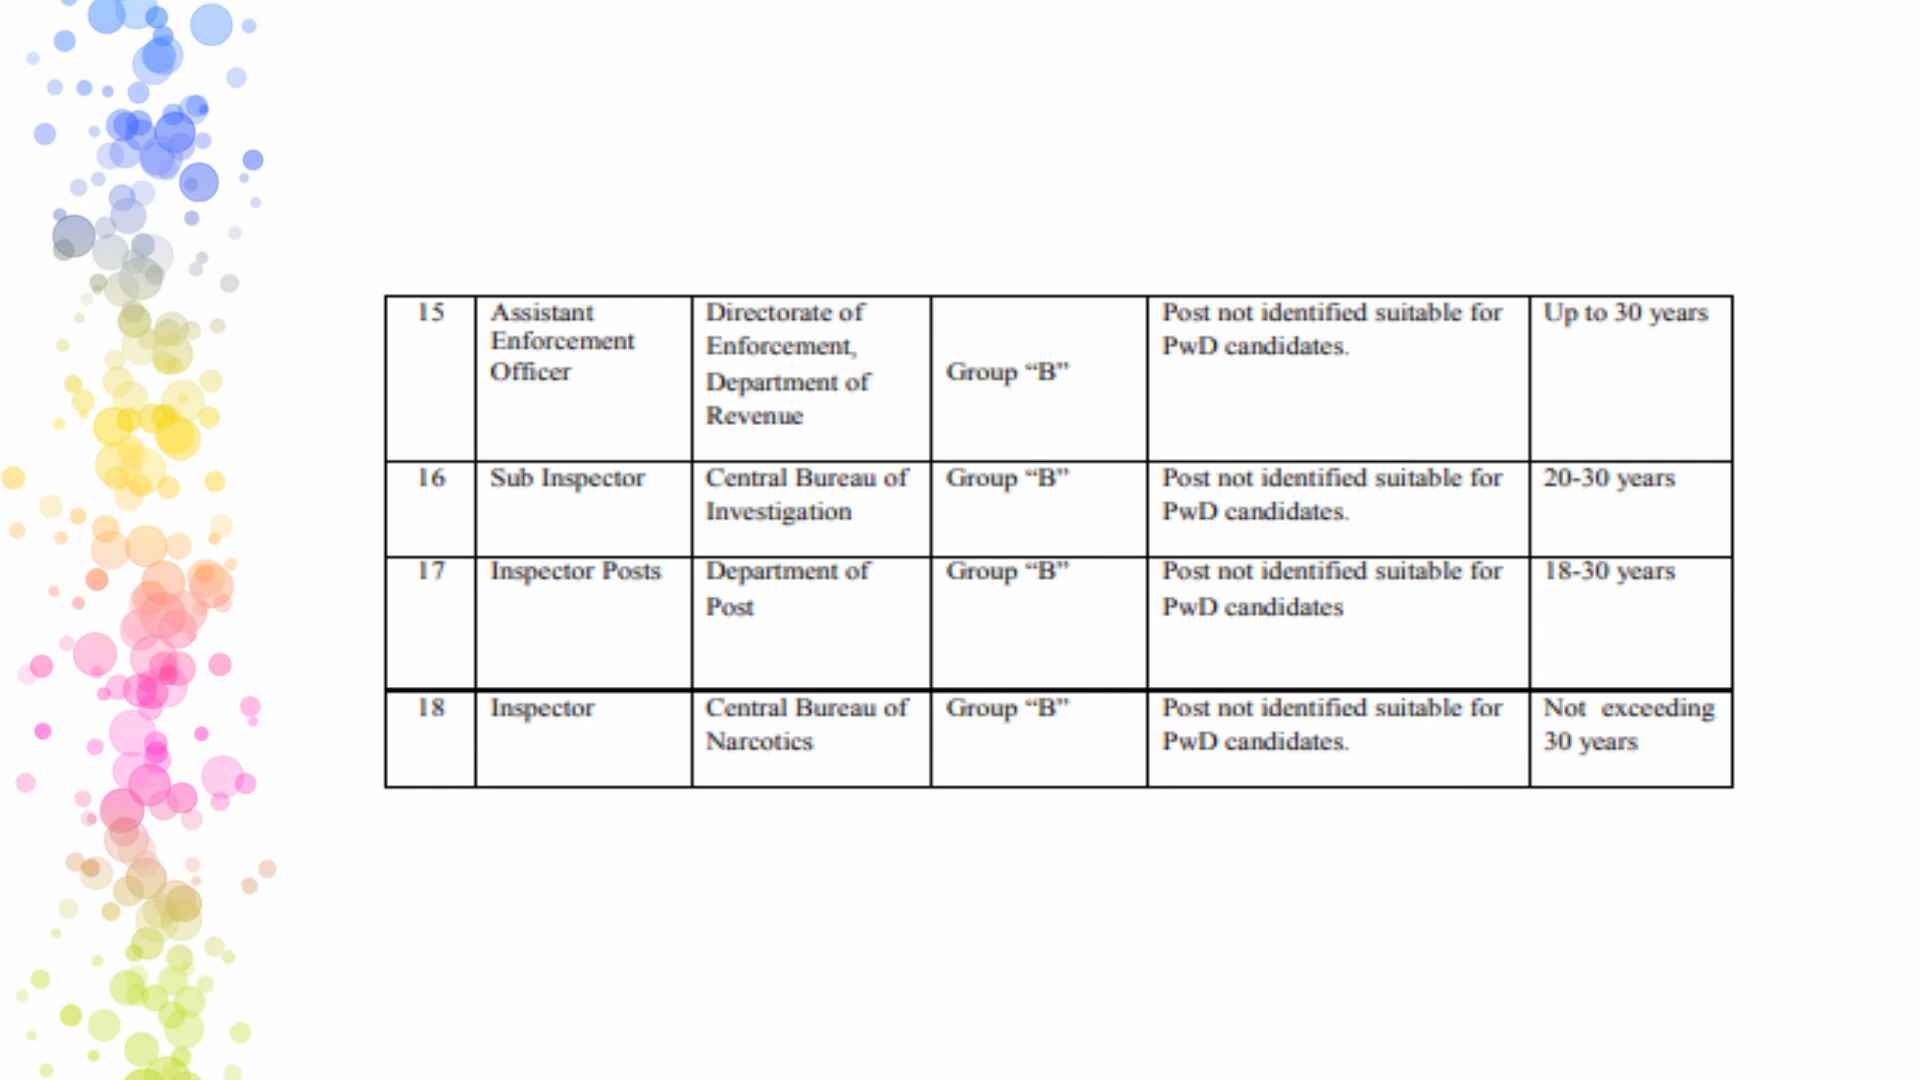 15
Assistant
Enforcement
Officer
Directorate of
Enforcement,
Department of
Revenue
Group “B”
Post not identified suitable for
PwD candidates.
Up to 30 years
16
Sub Inspector
Central Bureau of
Investigation
Group “B”
Post not identified suitable for
PwD candidates.
20-30 years
17
Inspector Posts
Department of
Post
Group “B”
Post not identified suitable for
PwD candidates
18-30 years
18
Inspector
Central Bureau of
Narcotics
Group “B”
Post not identified suitable for
PwD candidates.
Not exceeding
30 years